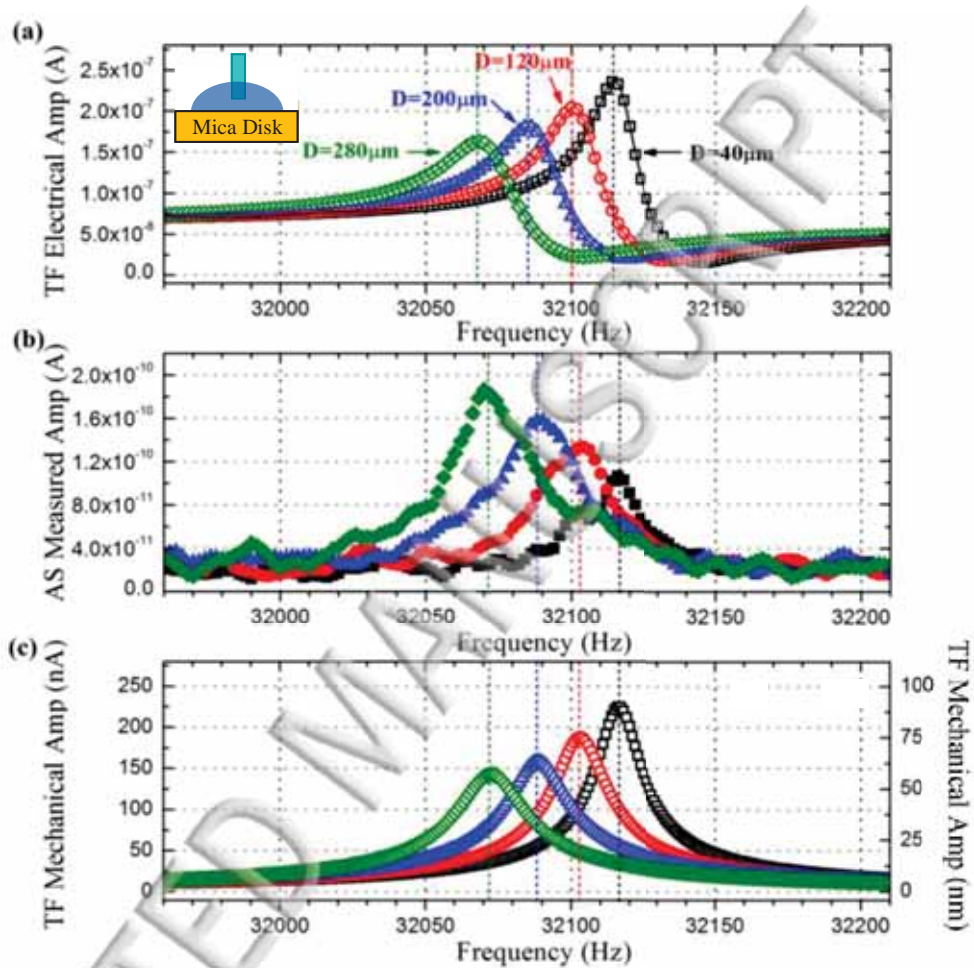 (a)
TF Electrical Amp (A)
2.5x10⁻⁷
2.0x10⁻⁷
1.5x10⁻⁷
1.0x10⁻⁷
5.0x10⁻⁸
0.0
Mica Disk
D=280μm
D=200μm
D=120μm
D=40μm
32000 32050 32100 32150 32200
Frequency (Hz)
(b)
AS Measured Amp (A)
2.0x10⁻¹⁰
1.6x10⁻¹⁰
1.2x10⁻¹⁰
8.0x10⁻¹¹
4.0x10⁻¹¹
0.0
32000 32050 32100 32150 32200
Frequency (Hz)
(c)
TF Mechanical Amp (nA)
250
200
150
100
50
0
100
75
50
25
0
TF Mechanical Amp (nm)
32000 32050 32100 32150 32200
Frequency (Hz)
TED MANUSCRIPT